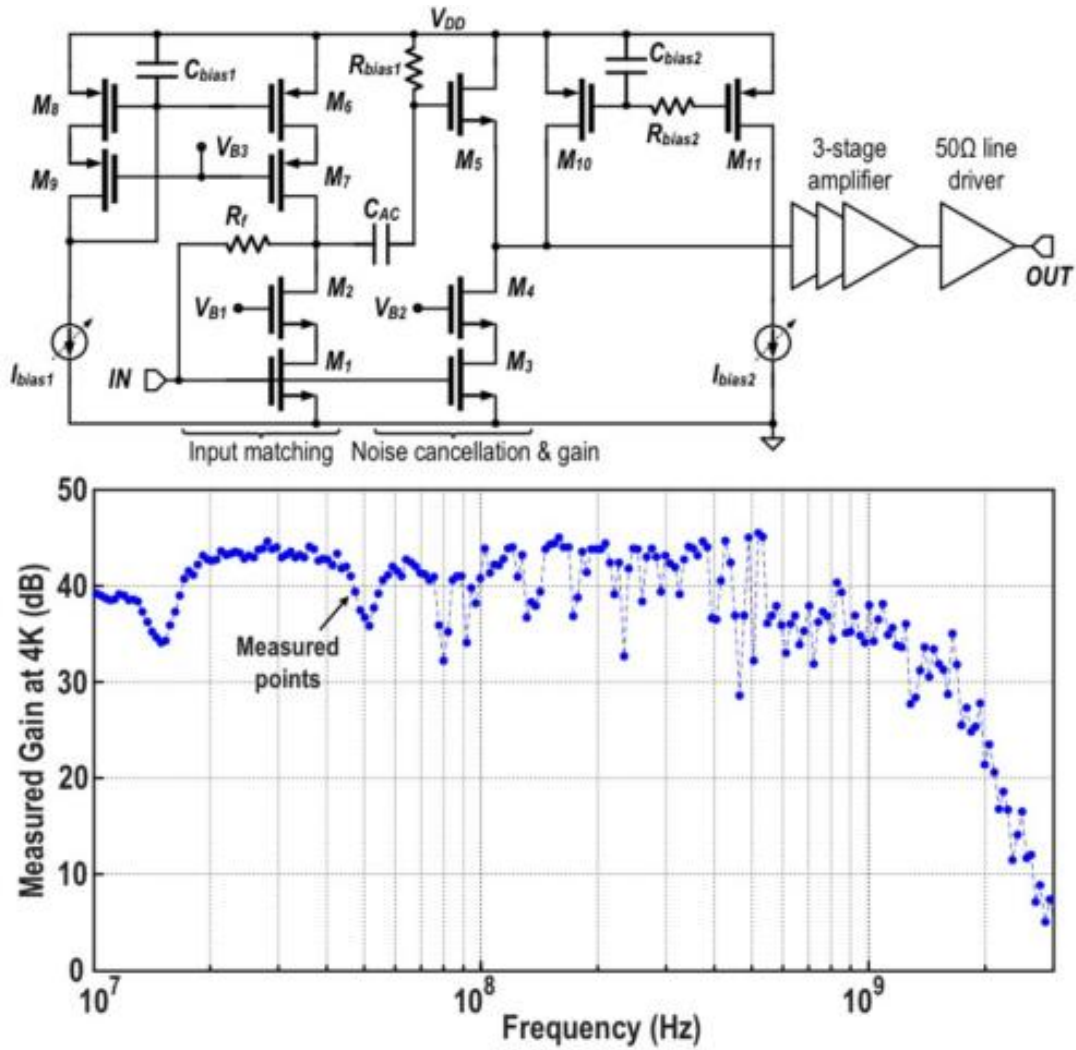 V_DD
C_bias1
R_bias1
C_bias2
M_8
M_6
M_5
M_10
R_bias2
M_11
V_B3
M_9
M_7
3-stage
amplifier
50Ω line
driver
R_f
C_AC
M_2
M_4
OUT
V_B1
V_B2
I_bias1
IN
M_1
M_3
I_bias2
Input matching
Noise cancellation & gain
Measured Gain at 4K (dB)
50
40
30
20
10
0
Measured
points
10^7
10^8
10^9
Frequency (Hz)